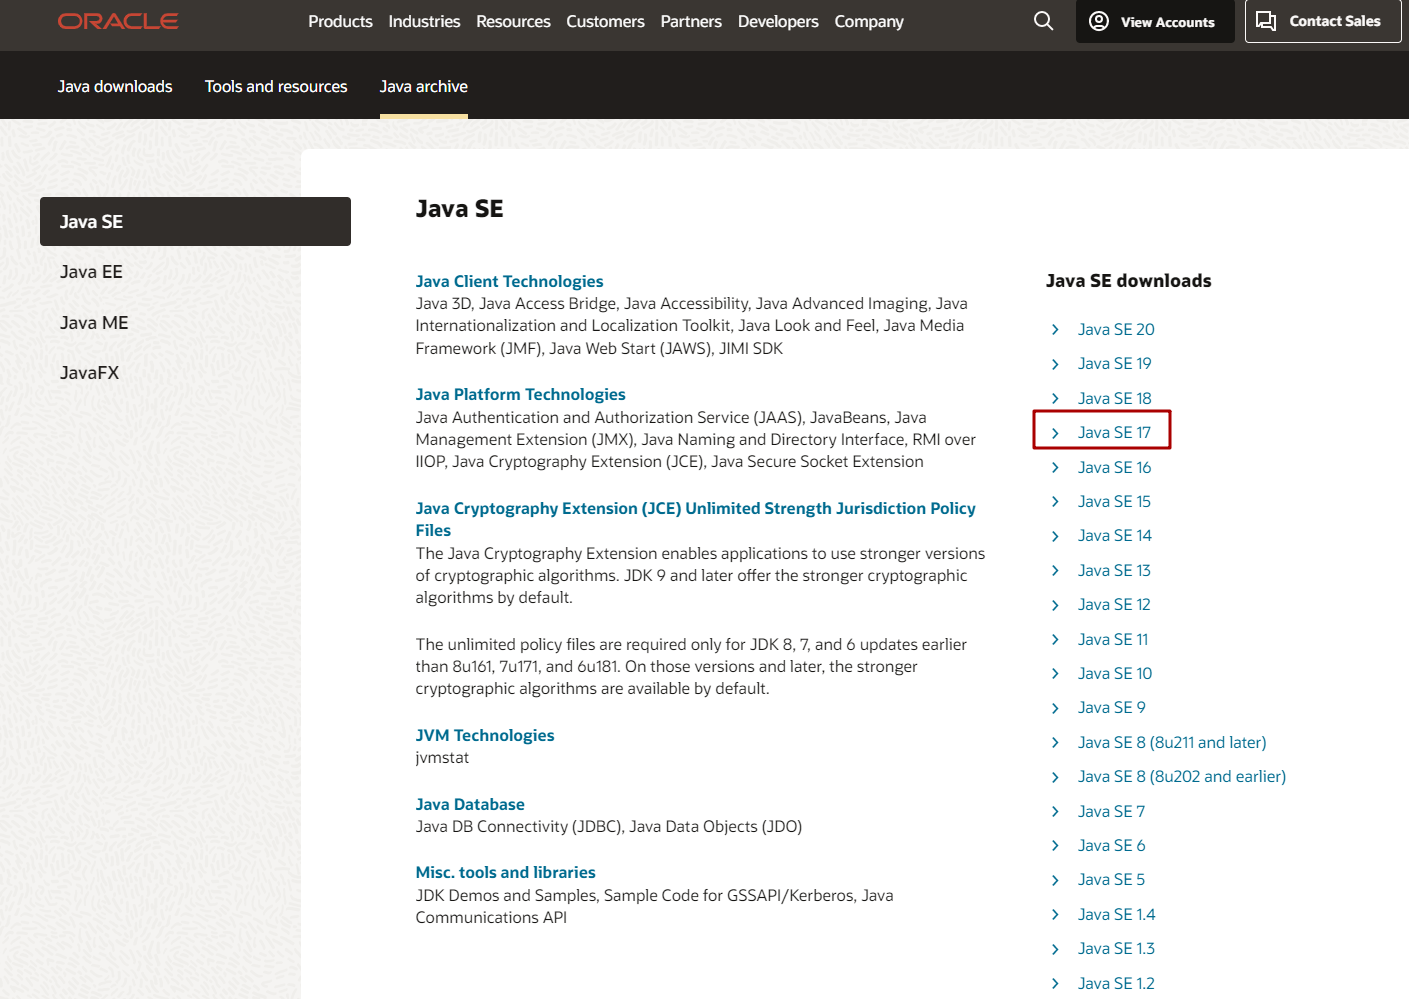 ORACLE
Products Industries Resources Customers Partners Developers Company
View Accounts
Contact Sales
Java downloads Tools and resources Java archive
Java SE
Java EE
Java ME
JavaFX
Java SE
Java Client Technologies
Java 3D, Java Access Bridge, Java Accessibility, Java Advanced Imaging, Java
Internationalization and Localization Toolkit, Java Look and Feel, Java Media
Framework (JMF), Java Web Start (JAWS), JIMI SDK
Java Platform Technologies
Java Authentication and Authorization Service (JAAS), JavaBeans, Java
Management Extension (JMX), Java Naming and Directory Interface, RMI over
IIOP, Java Cryptography Extension (JCE), Java Secure Socket Extension
Java Cryptography Extension (JCE) Unlimited Strength Jurisdiction Policy
Files
The Java Cryptography Extension enables applications to use stronger versions
of cryptographic algorithms. JDK 9 and later offer the stronger cryptographic
algorithms by default.
The unlimited policy files are required only for JDK 8, 7, and 6 updates earlier
than 8u161, 7u171, and 6u181. On those versions and later, the stronger
cryptographic algorithms are available by default.
JVM Technologies
jvmstat
Java Database
Java DB Connectivity (JDBC), Java Data Objects (JDO)
Misc. tools and libraries
JDK Demos and Samples, Sample Code for GSSAPI/Kerberos, Java
Communications API
Java SE downloads
Java SE 20
Java SE 19
Java SE 18
Java SE 17
Java SE 16
Java SE 15
Java SE 14
Java SE 13
Java SE 12
Java SE 11
Java SE 10
Java SE 9
Java SE 8 (8u211 and later)
Java SE 8 (8u202 and earlier)
Java SE 7
Java SE 6
Java SE 5
Java SE 1.4
Java SE 1.3
Java SE 1.2